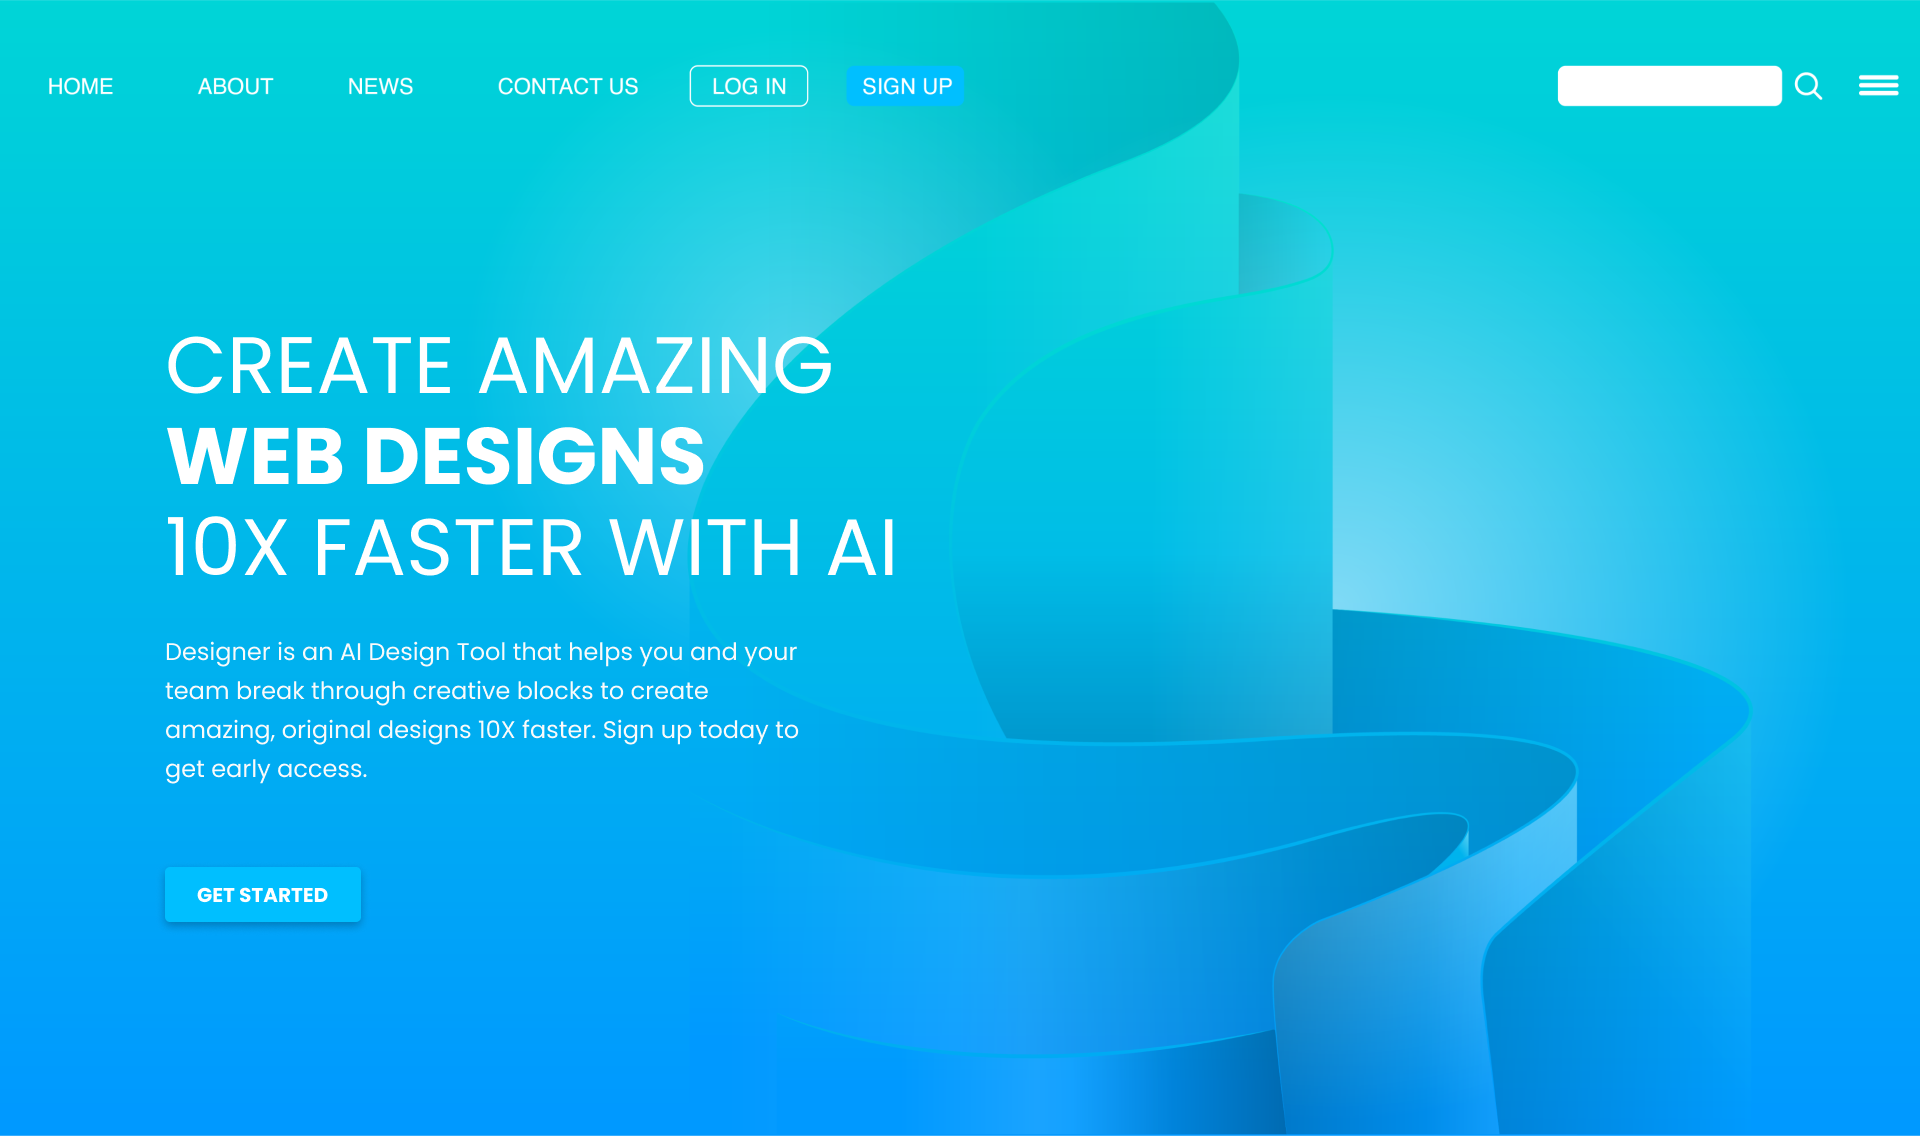 HOME ABOUT NEWS CONTACT US LOG IN SIGN UP
CREATE AMAZING
WEB DESIGNS
10X FASTER WITH AI
Designer is an AI Design Tool that helps you and your
team break through creative blocks to create
amazing, original designs 10X faster. Sign up today to
get early access.
GET STARTED